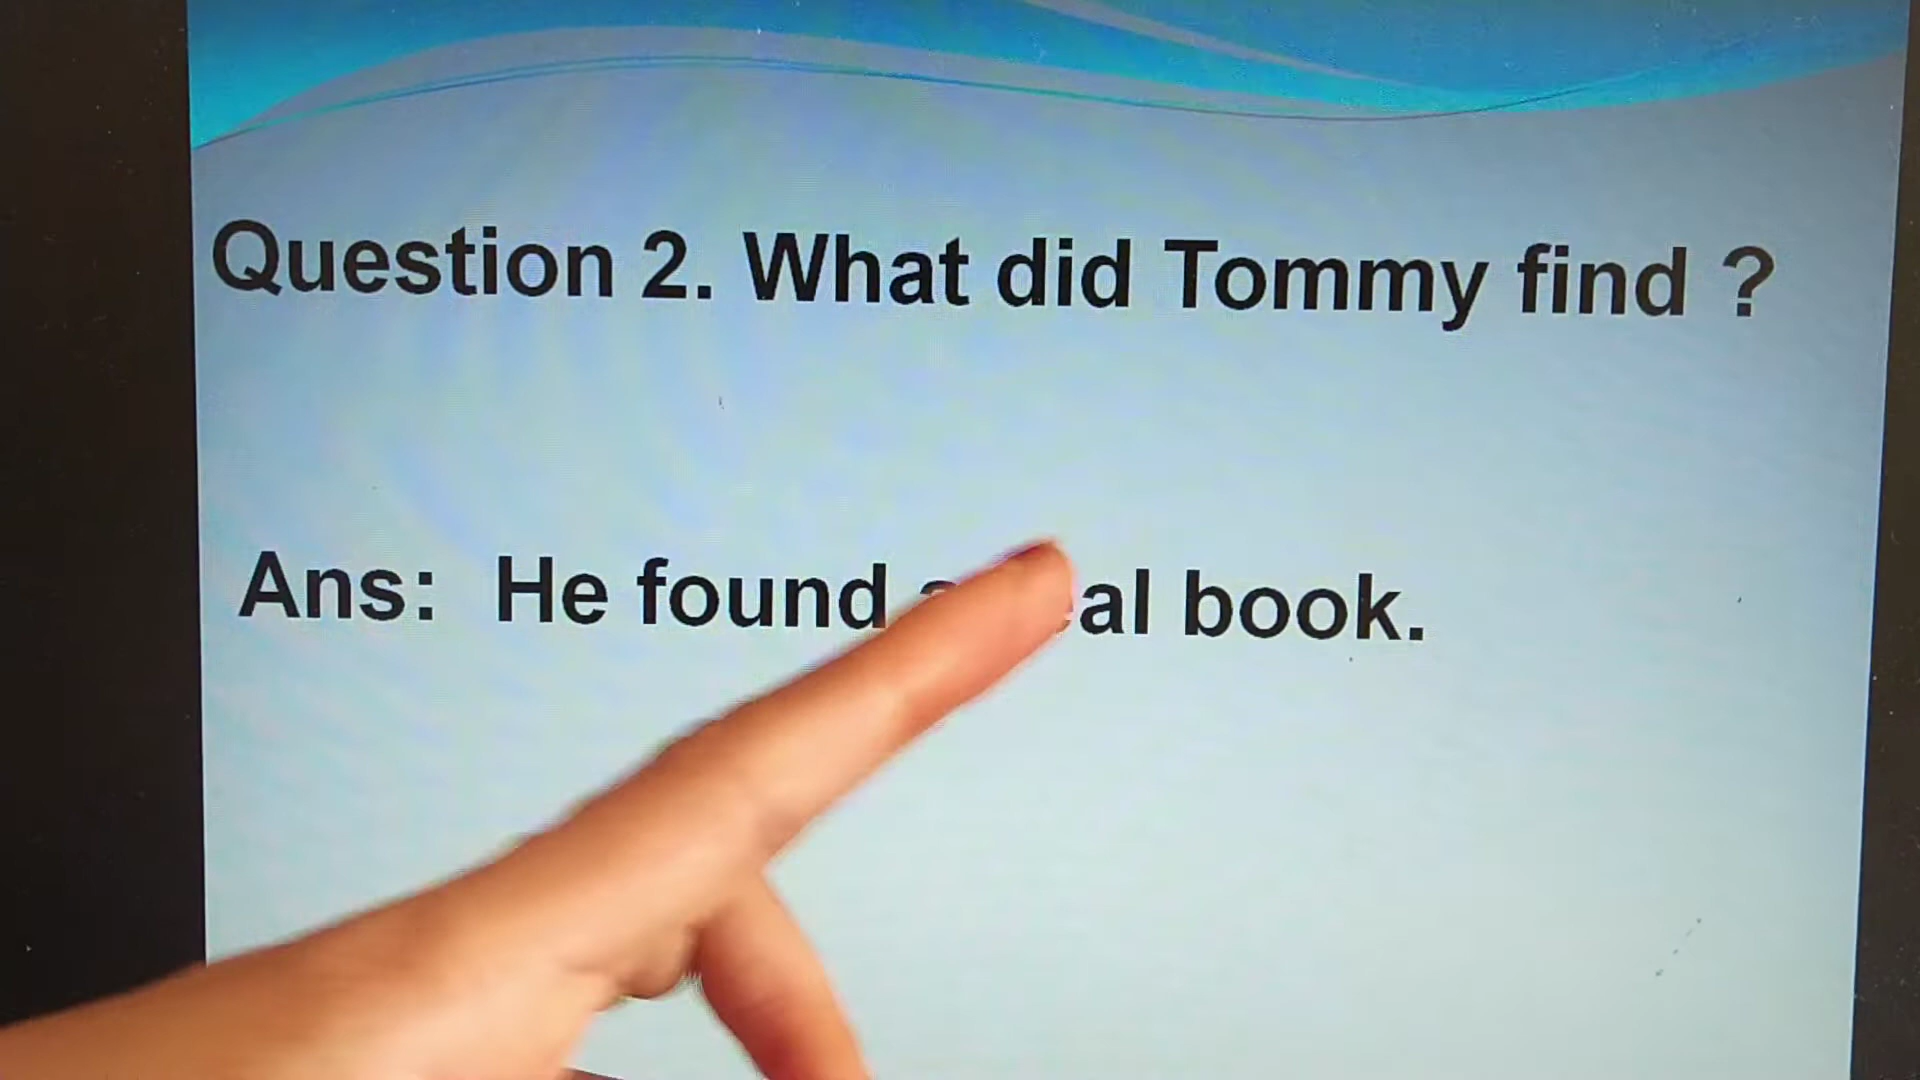 Question 2. What did Tommy find ?
Ans: He found book.